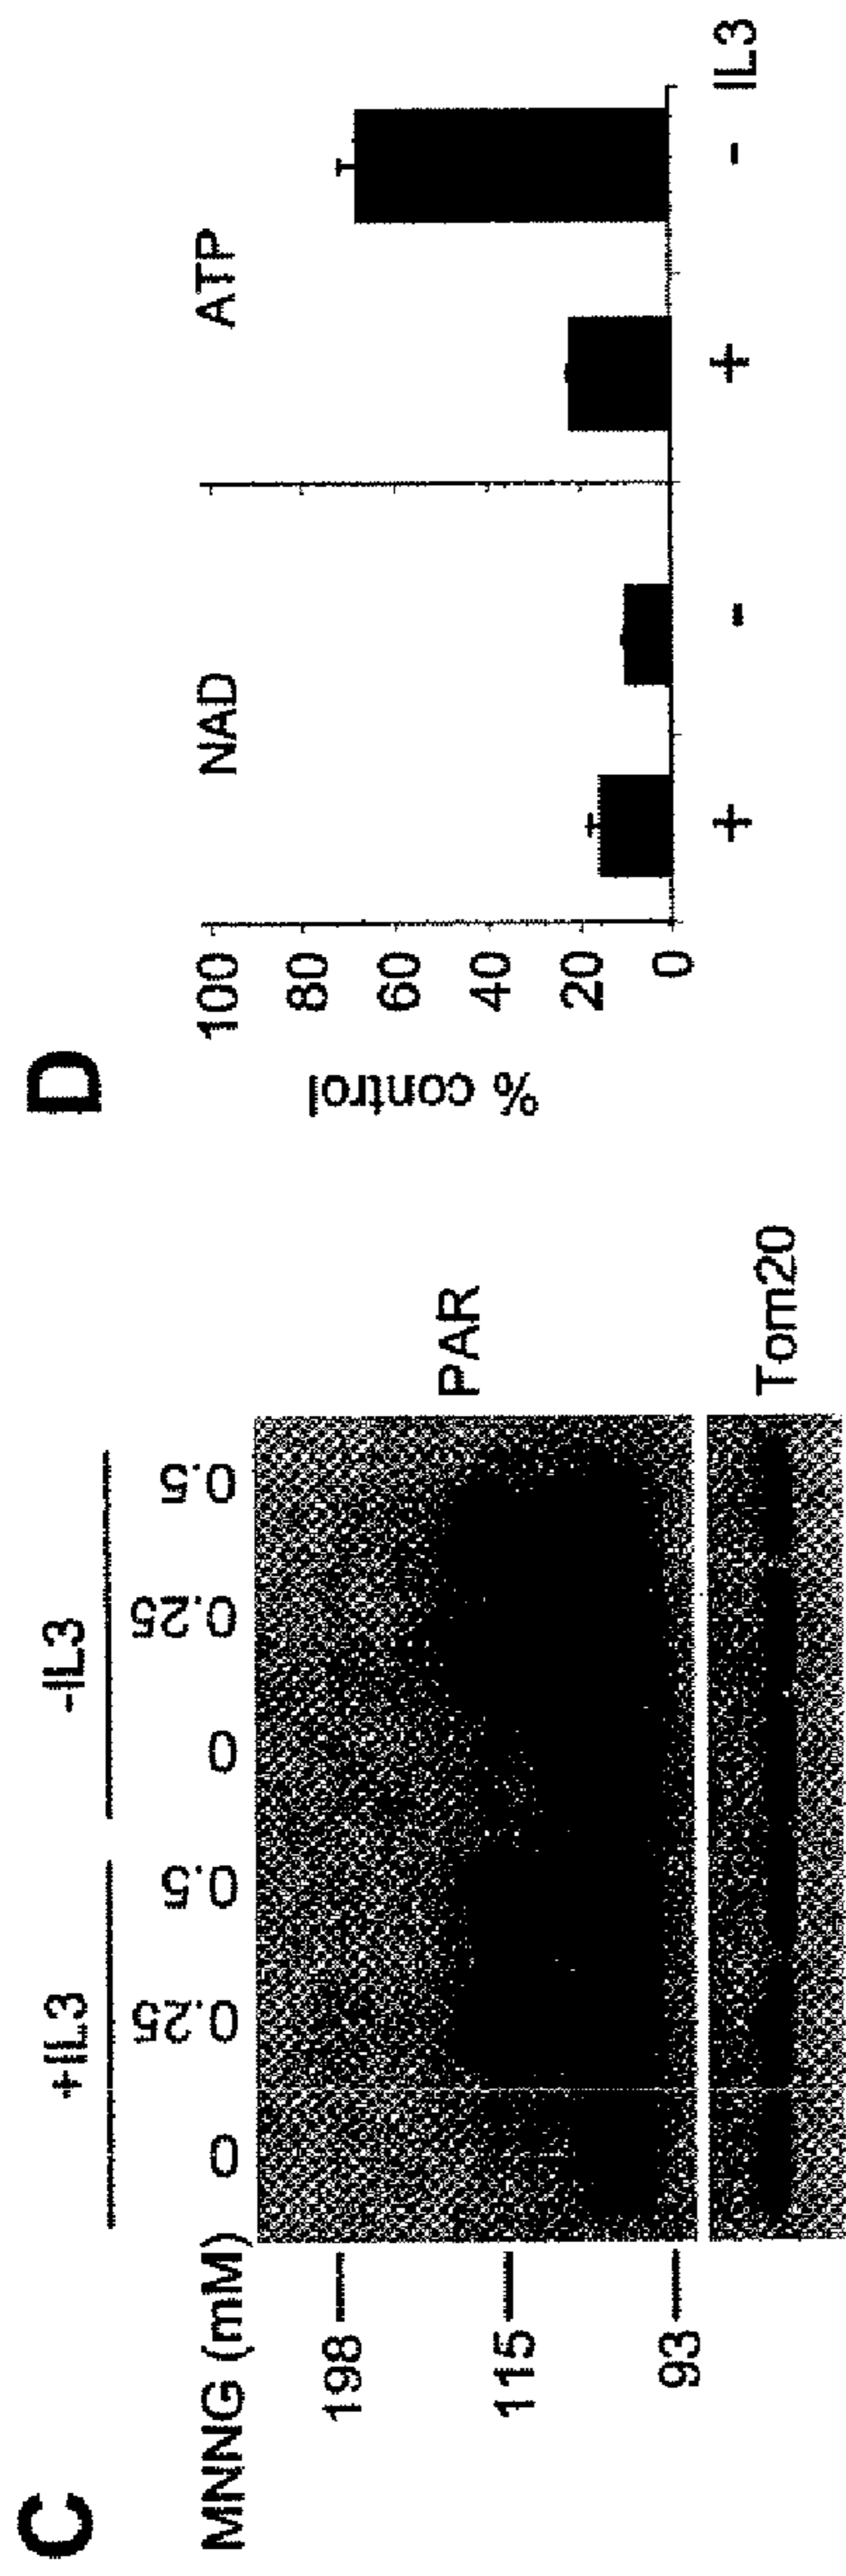 C
+IL3 -IL3
MNNG (mM) 0 0.25 0.5 0 0.25 0.5
198
115
93
PAR
Tom20
D
% control
100
80
60
40
20
0
NAD ATP
+ - + - IL3